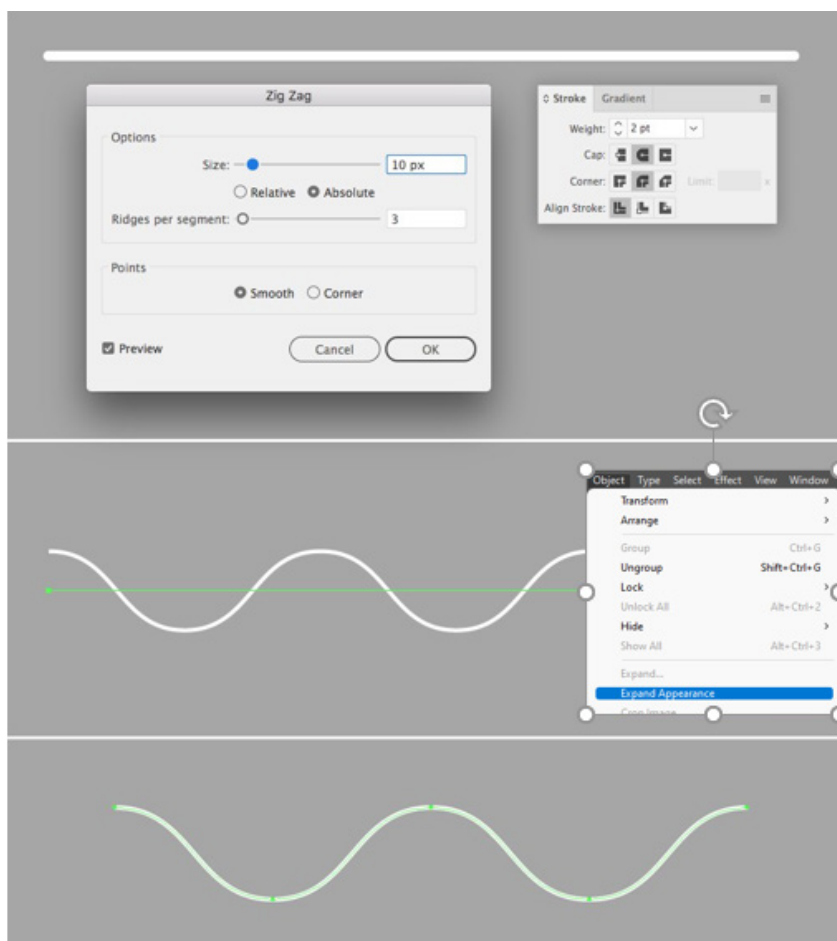 Zig Zag
Options
Size: 10 px
Relative Absolute
Ridges per segment: 3
Points
Smooth Corner
Preview Cancel OK
Stroke Gradient
Weight: 2 pt
Cap:
Corner: Limit: x
Align Stroke:
Object Type Select Effect View Window
Transform
Arrange
Group Ctrl+G
Ungroup Shift+Ctrl+G
Lock
Unlock All Alt+Ctrl+2
Hide
Show All Alt+Ctrl+3
Expand...
Expand Appearance
Crop Image